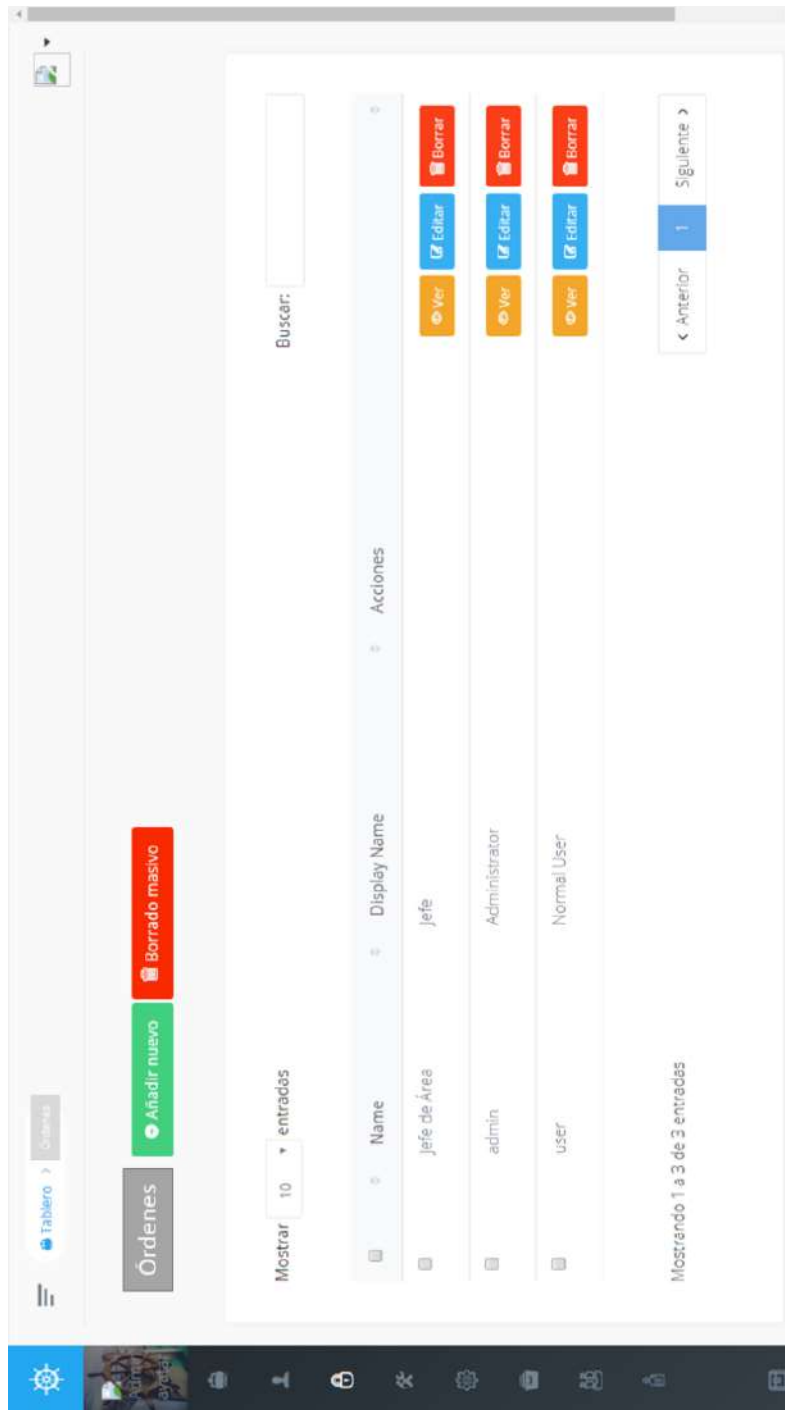 Tablero > Órdenes
Órdenes
Añadir nuevo
Borrado masivo
Mostrar 10 entradas
Buscar:
Name Display Name Acciones
Jefe de Área Jefe Ver Editar Borrar
admin Administrator Ver Editar Borrar
user Normal User Ver Editar Borrar
Mostrando 1 a 3 de 3 entradas
< Anterior 1 Siguiente >